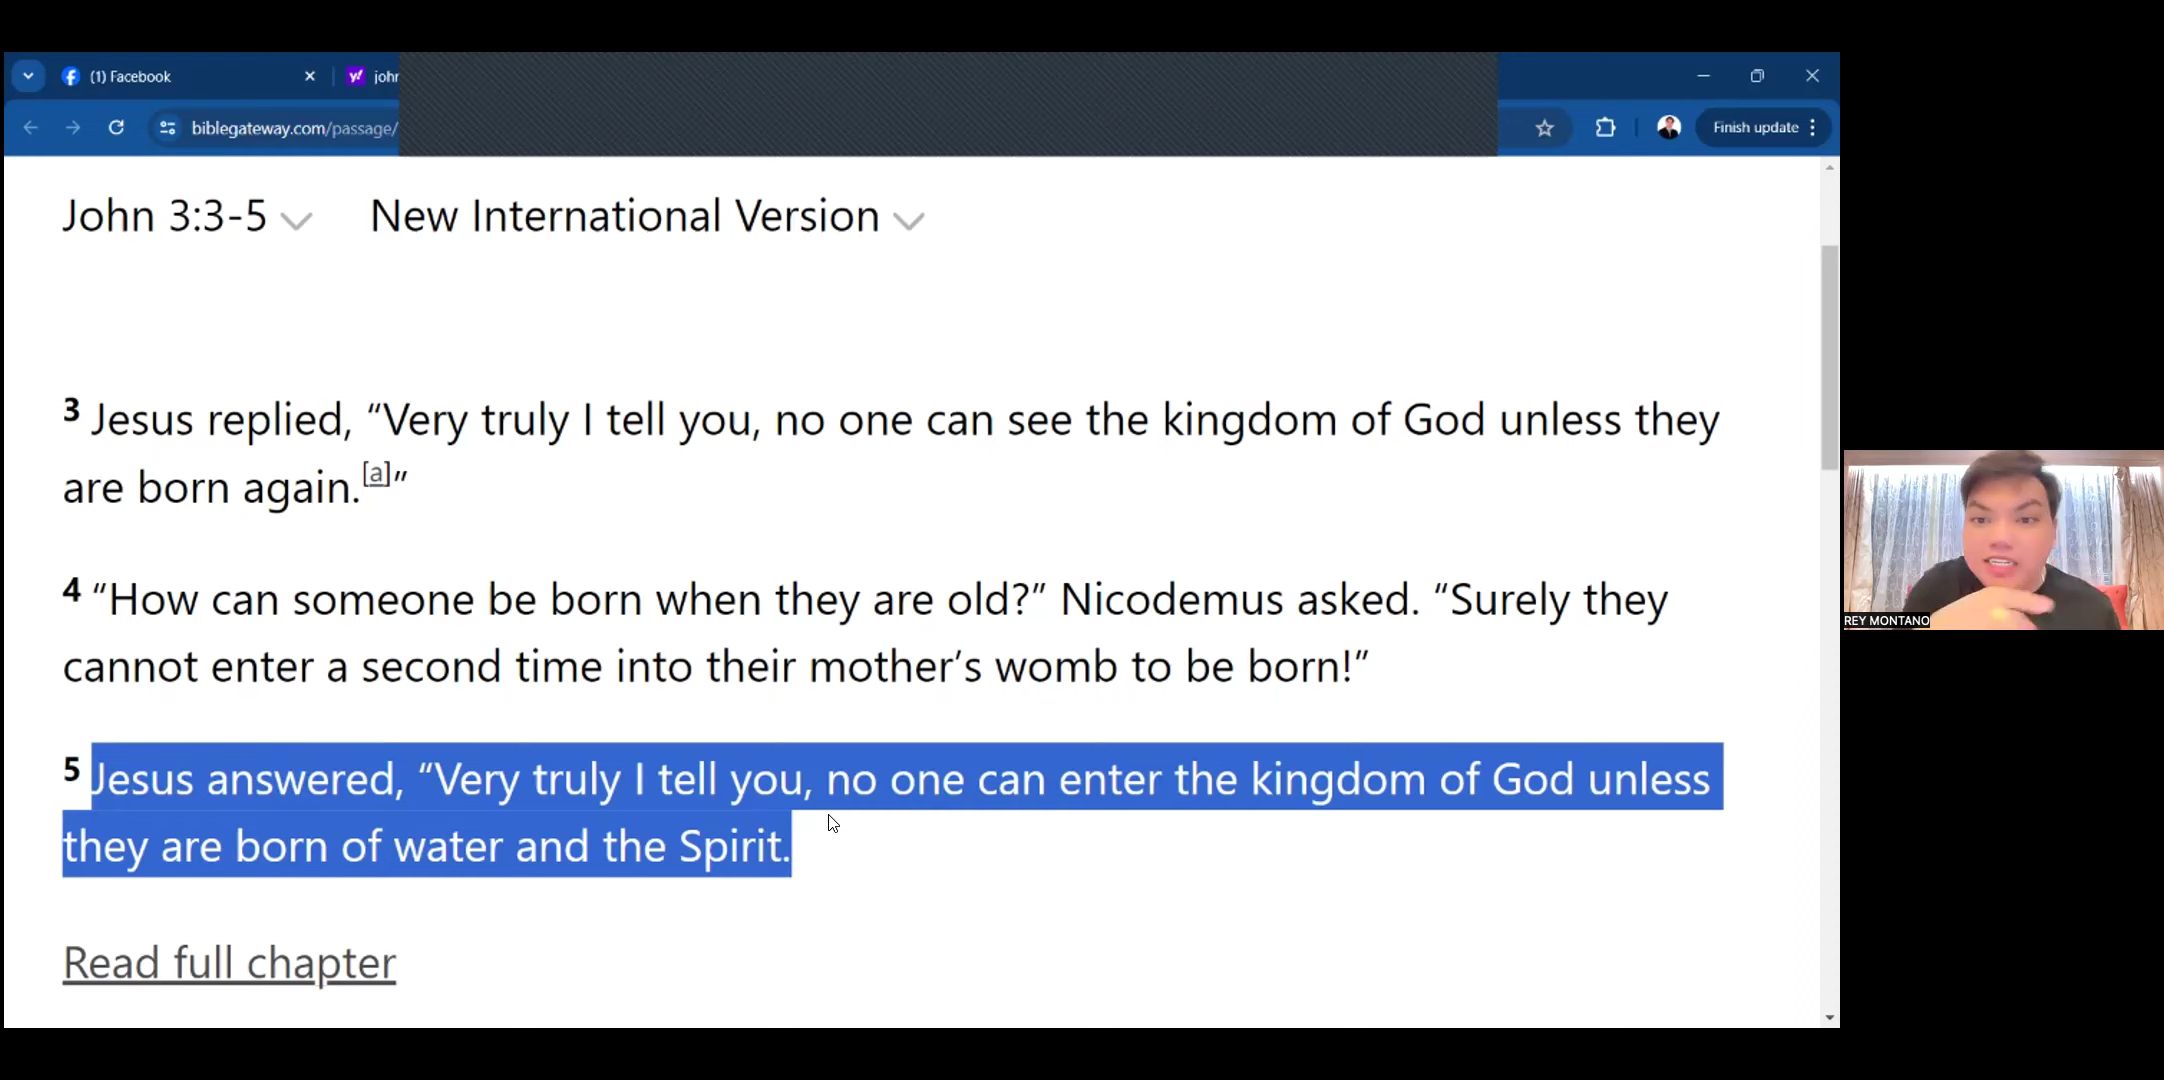 (1) Facebook
biblegateway.com/passage/
Finish update
John 3:3-5 New International Version
3 Jesus replied, “Very truly I tell you, no one can see the kingdom of God unless they
are born again.[a]”
4 “How can someone be born when they are old?” Nicodemus asked. “Surely they
cannot enter a second time into their mother’s womb to be born!”
5 Jesus answered, “Very truly I tell you, no one can enter the kingdom of God unless
they are born of water and the Spirit.
Read full chapter
REY MONTANO